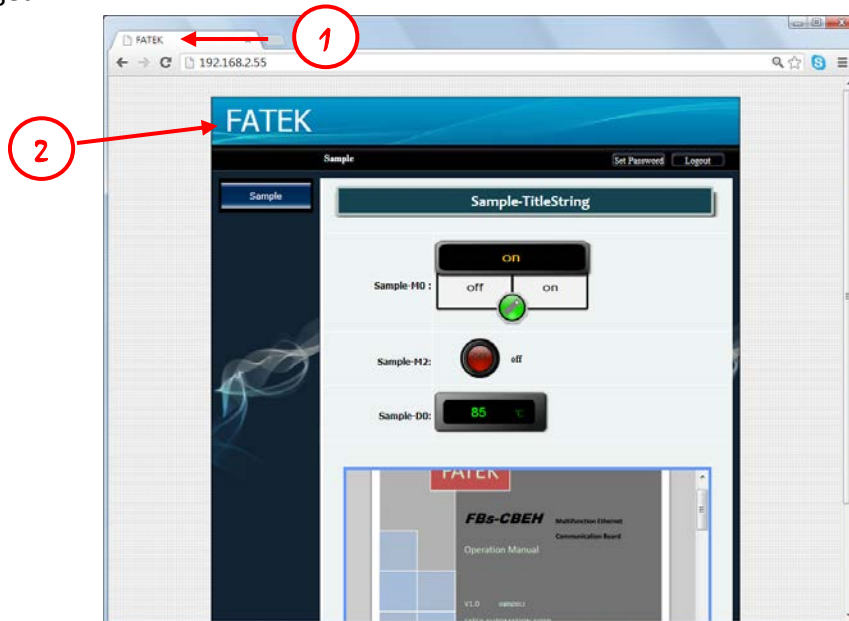 1
FATEK
192.168.2.55
2
FATEK
Sample
Set Password
Logout
Sample
Sample-TitleString
on
Sample-M0 :
off
on
Sample-M2:
off
Sample-D0:
85 °C
FATEK
FBs-CBEH
Multifunction Ethernet
Communication Board
Operation Manual
V1.0